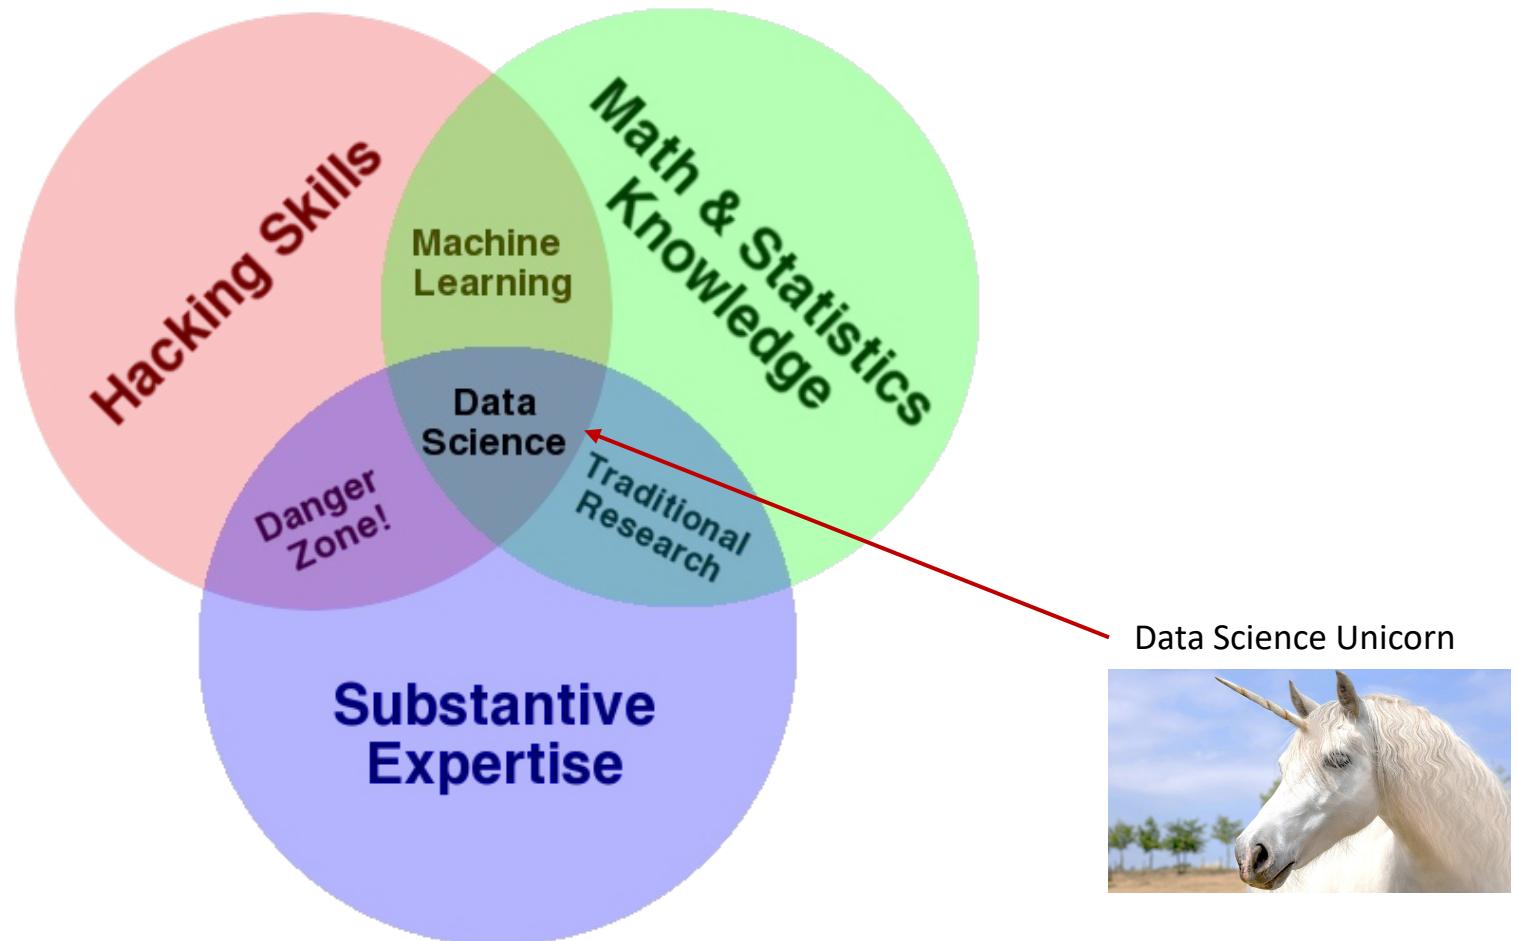 Hacking Skills
Math & Statistics
Knowledge
Machine
Learning
Data
Science
Danger
Zone!
Traditional
Research
Substantive
Expertise
Data Science Unicorn